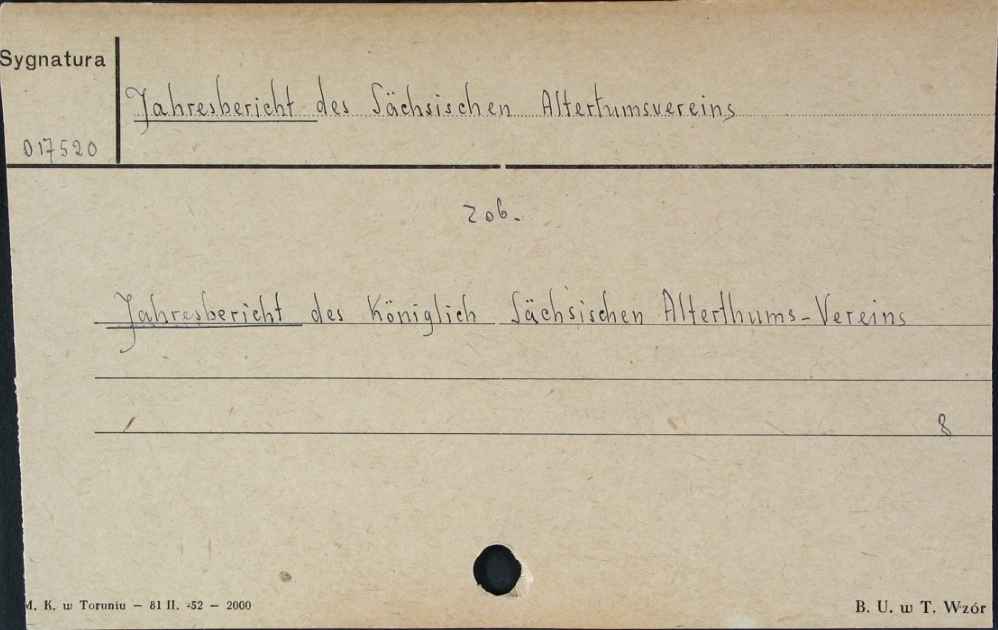 Sygnatura
Jahresbericht des Sächsischen Altertumsvereins
017520
zob.
Jahresbericht des Königlich Sächsischen Alterthums-Vereins
8
M. K. w Toruniu — 81 II. -52 — 2000
B. U. w T. Wzór